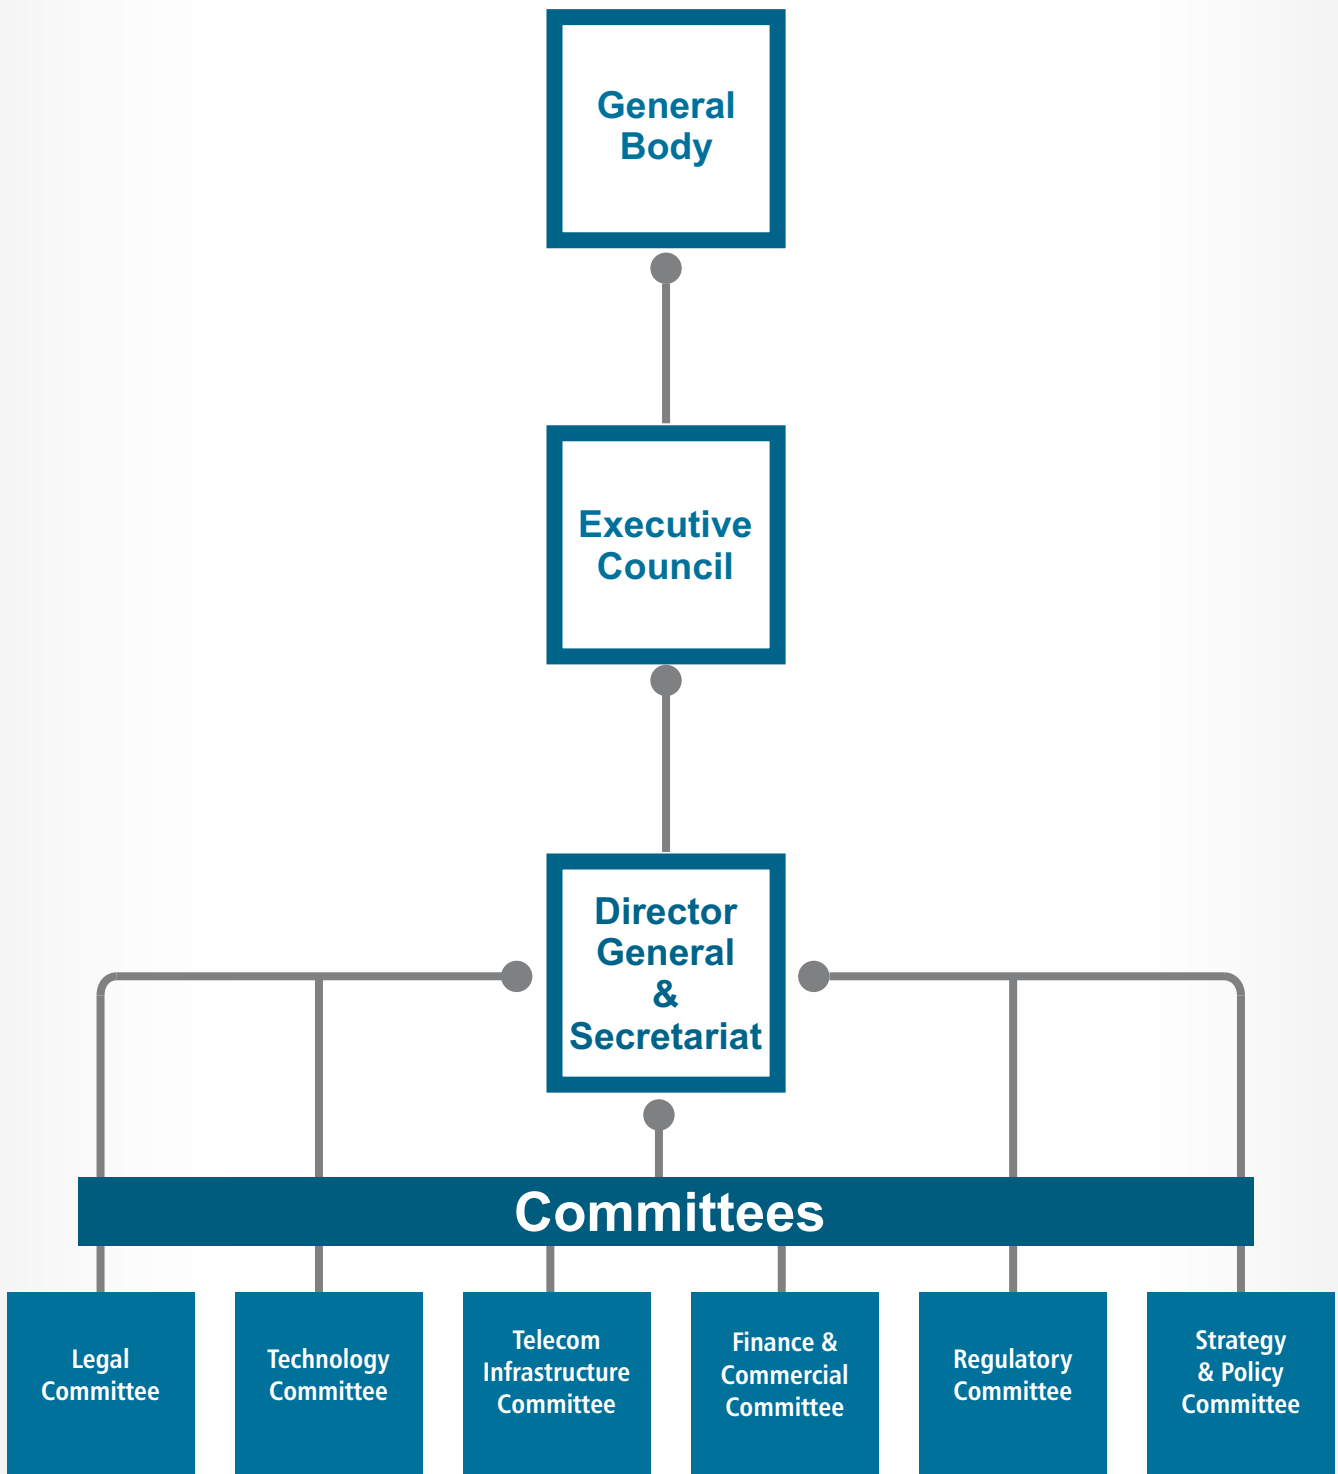 General
Body
Executive
Council
Director
General
&
Secretariat
Committees
Legal
Committee
Technology
Committee
Telecom
Infrastructure
Committee
Finance &
Commercial
Committee
Regulatory
Committee
Strategy
& Policy
Committee